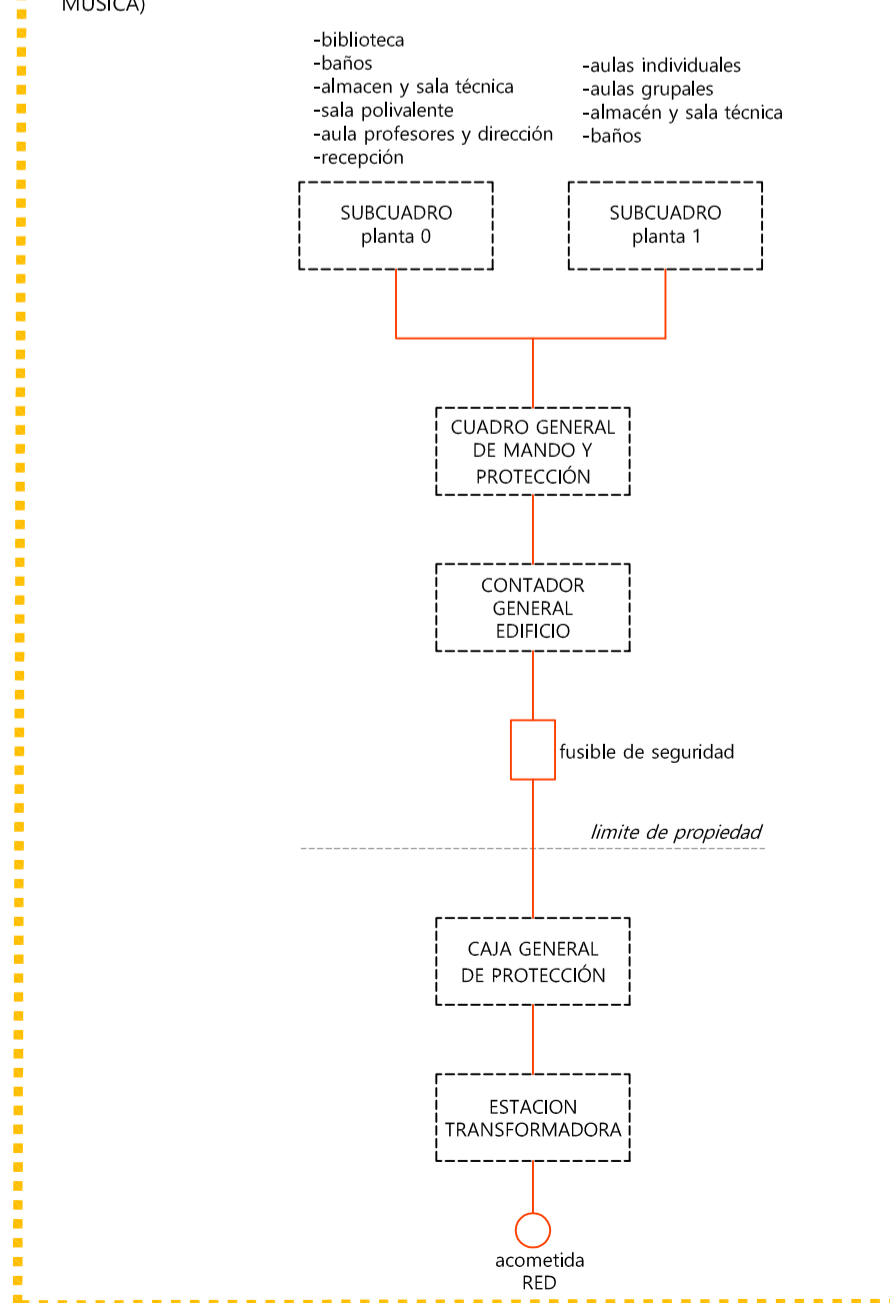 MÚSICA)
-biblioteca
-baños
-almacen y sala técnica
-sala polivalente
-aula profesores y dirección
-recepción
-aulas individuales
-aulas grupales
-almacén y sala técnica
-baños
SUBCUADRO
planta 0
SUBCUADRO
planta 1
CUADRO GENERAL
DE MANDO Y
PROTECCIÓN
CONTADOR
GENERAL
EDIFICIO
fusible de seguridad
limite de propiedad
CAJA GENERAL
DE PROTECCIÓN
ESTACION
TRANSFORMADORA
acometida
RED